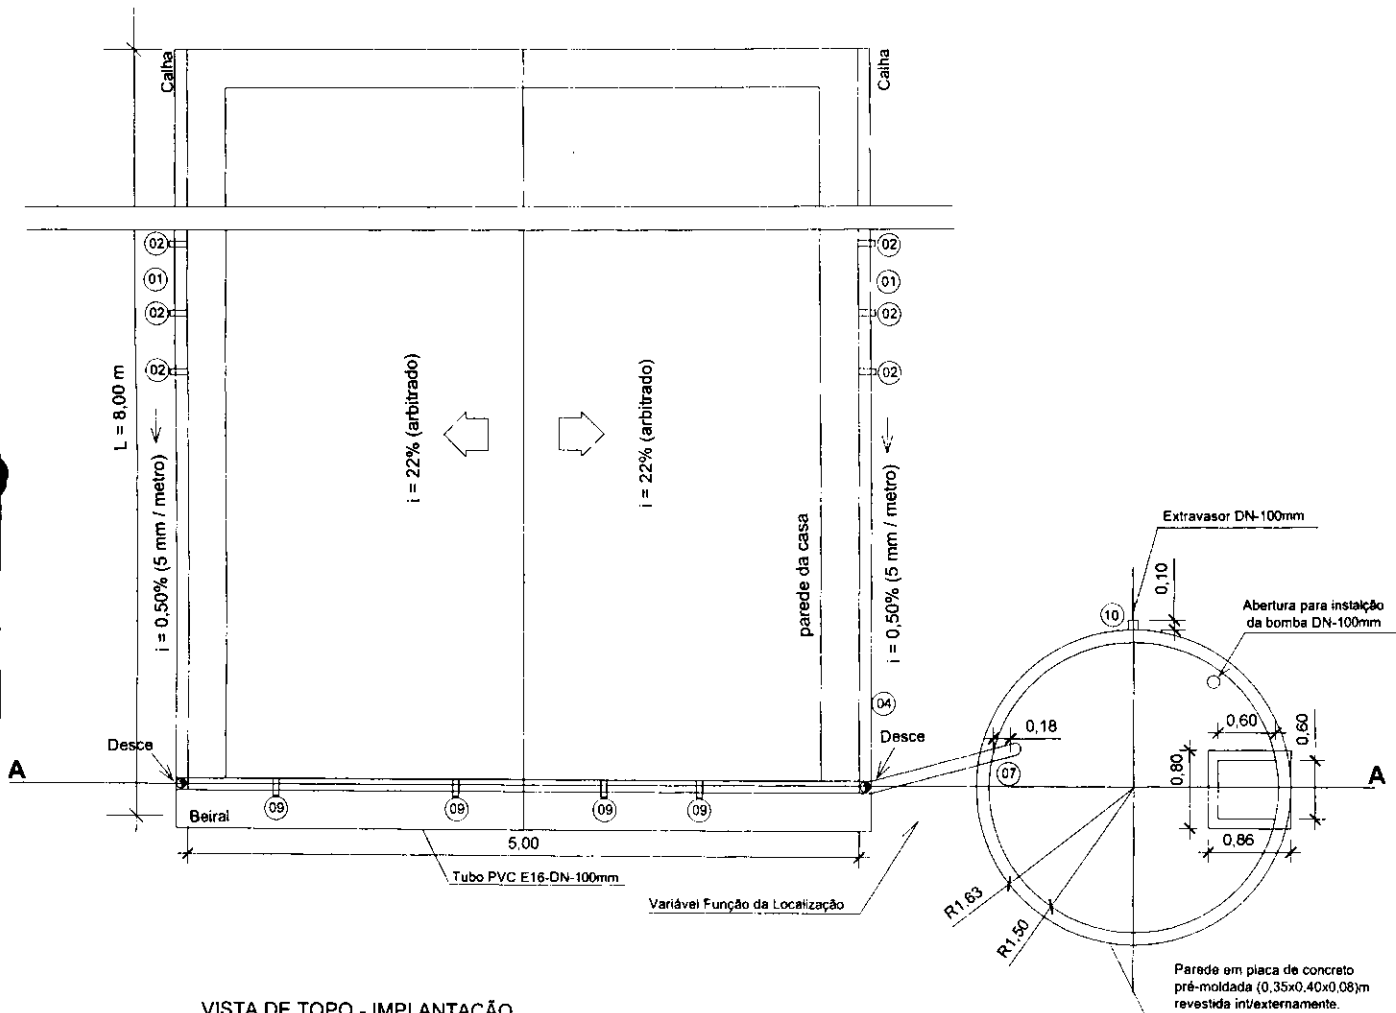 Calha
Calha
02
01
02
02
02
01
02
02
L = 8,00 m
i = 0,50% (5 mm / metro)
i = 22% (arbitrado)
i = 22% (arbitrado)
parede da casa
i = 0,50% (5 mm / metro)
04
Desce
Desce
A
A
09
09
09
09
Beiral
5,00
Tubo PVC E16-DN-100mm
Variável Função da Localização
Extravasor DN-100mm
0,10
10
Abertura para instalção
da bomba DN-100mm
0,18
07
0,60
0,60
0,80
0,86
R1,63
R1,50
Parede em placa de concreto
pré-moldada (0,35x0,40x0,08)m
revestida int/externamente.
VISTA DE TOPO - IMPLANTAÇÃO